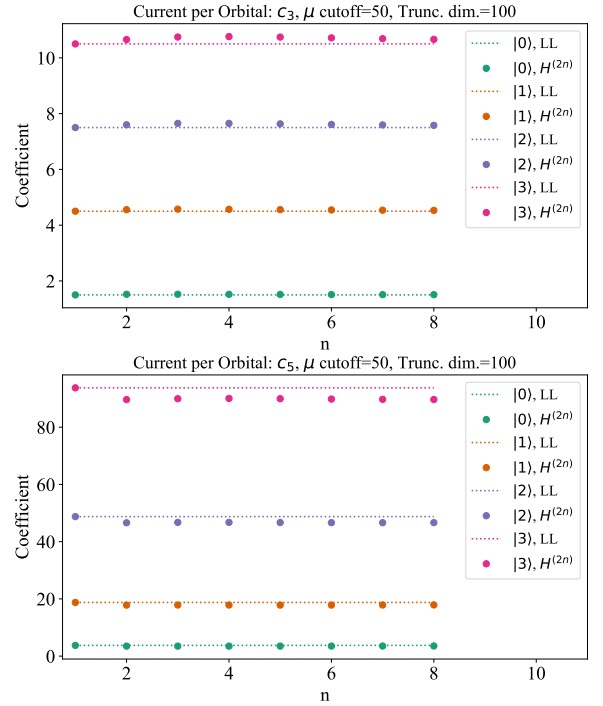 Current per Orbital: c₃, μ cutoff=50, Trunc. dim.=100
10
8
6
4
2
Coefficient
2
4
6
8
10
n
|0⟩, LL
|0⟩, H⁽²ⁿ⁾
|1⟩, LL
|1⟩, H⁽²ⁿ⁾
|2⟩, LL
|2⟩, H⁽²ⁿ⁾
|3⟩, LL
|3⟩, H⁽²ⁿ⁾
Current per Orbital: c₅, μ cutoff=50, Trunc. dim.=100
80
60
40
20
0
Coefficient
2
4
6
8
10
n
|0⟩, LL
|0⟩, H⁽²ⁿ⁾
|1⟩, LL
|1⟩, H⁽²ⁿ⁾
|2⟩, LL
|2⟩, H⁽²ⁿ⁾
|3⟩, LL
|3⟩, H⁽²ⁿ⁾